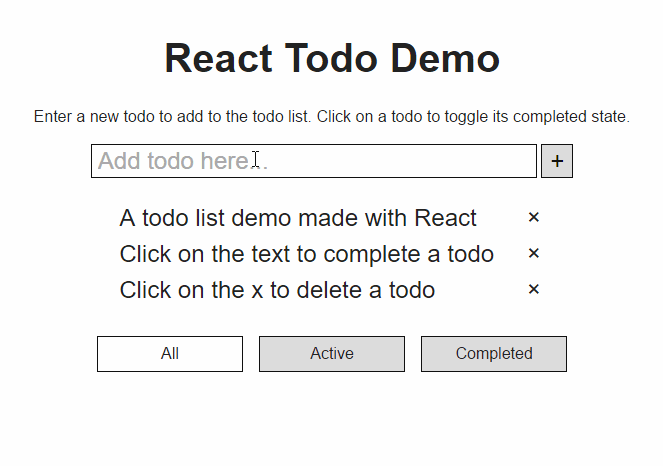 React Todo Demo
Enter a new todo to add to the todo list. Click on a todo to toggle its completed state.
Add todo here... +
A todo list demo made with React ×
Click on the text to complete a todo ×
Click on the x to delete a todo ×
All Active Completed